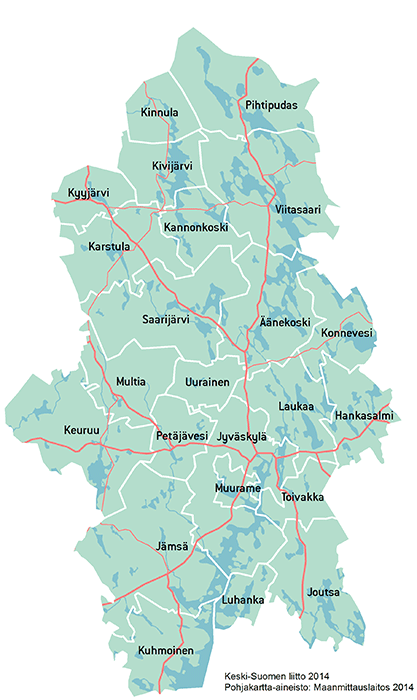 Pihtipudas
Kinnula
Kivijärvi
Kyyjärvi
Viitasaari
Kannonkoski
Karstula
Saarijärvi
Äänekoski
Konnevesi
Multia
Uurainen
Laukaa
Hankasalmi
Keuruu
Petäjävesi
Jyväskylä
Muurame
Toivakka
Jämsä
Joutsa
Luhanka
Kuhmoinen
Keski-Suomen liitto 2014
Pohjakartta-aineisto: Maanmittauslaitos 2014